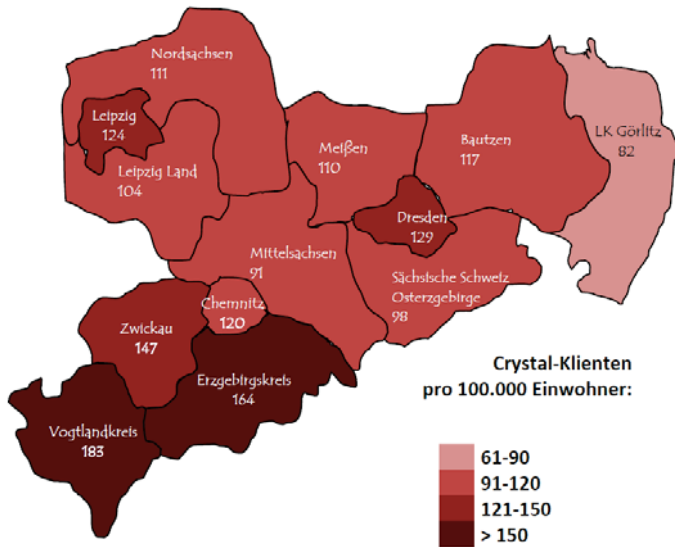 Nordsachsen
111
Leipzig
124
Leipzig Land
104
Meißen
110
Bautzen
117
LK Görlitz
82
Dresden
129
Mittelsachsen
91
Sächsische Schweiz
Osterzgebirge
98
Chemnitz
120
Zwickau
147
Erzgebirgskreis
164
Vogtlandkreis
183
Crystal-Klienten
pro 100.000 Einwohner:
61-90
91-120
121-150
> 150